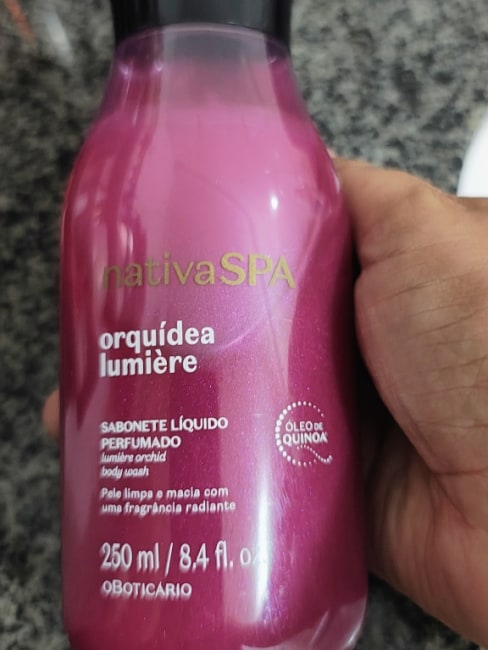 nativaSPA
orquídea
lumière
SABONETE LÍQUIDO
PERFUMADO
lumière orchid
body wash
ÓLEO DE
QUINOA
Pele limpa e macia com
uma fragrância radiante
250 ml / 8.4 fl. oz
oBOTICÁRIO